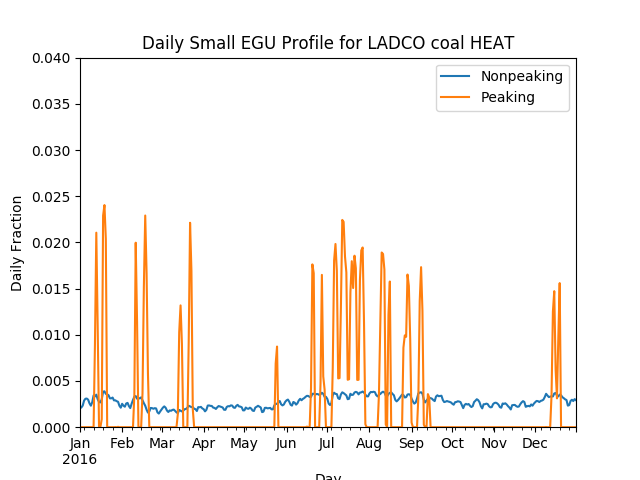 Daily Small EGU Profile for LADCO coal HEAT
Nonpeaking
Peaking
Daily Fraction
0.040
0.035
0.030
0.025
0.020
0.015
0.010
0.005
0.000
Jan Feb Mar Apr May Jun Jul Aug Sep Oct Nov Dec
2016
Day